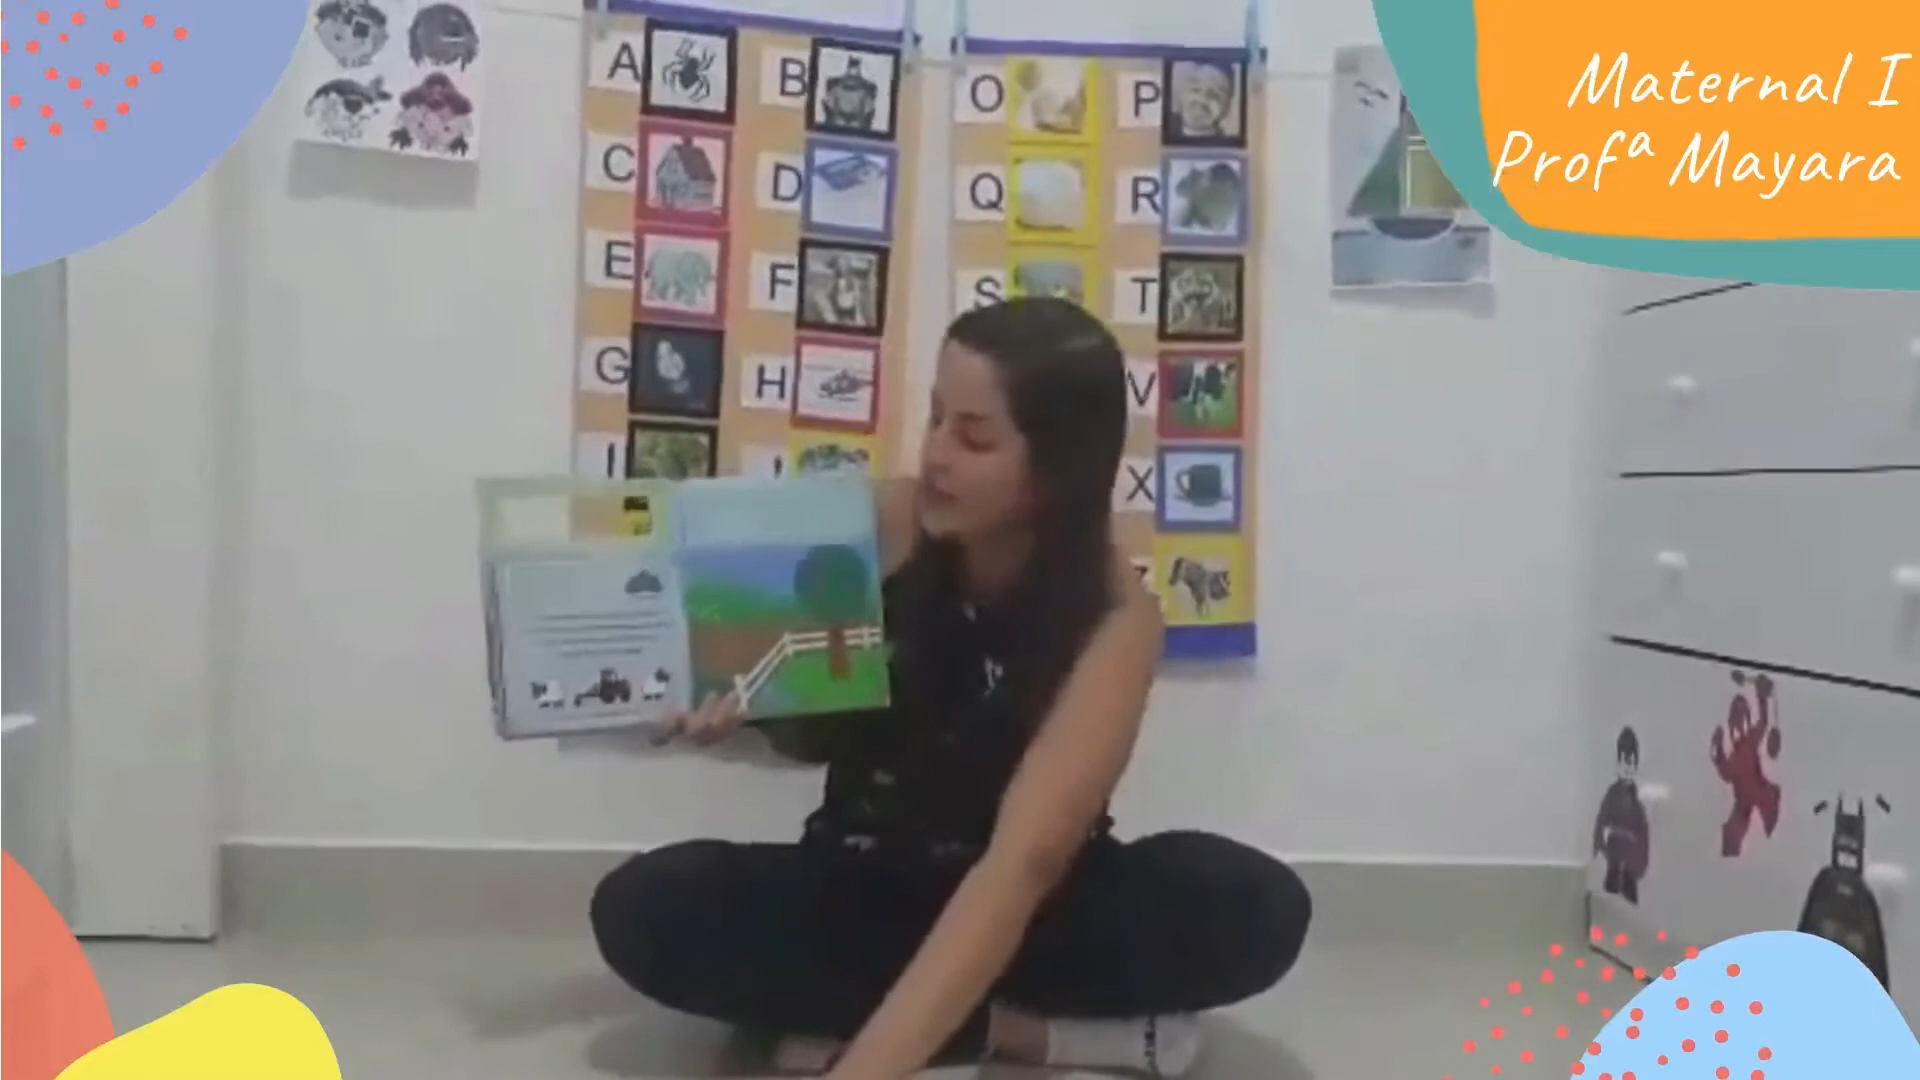 Maternal I
Profª Mayara
A B
C D
E F
G H
I J
O P
Q R
S T
V
X
Z